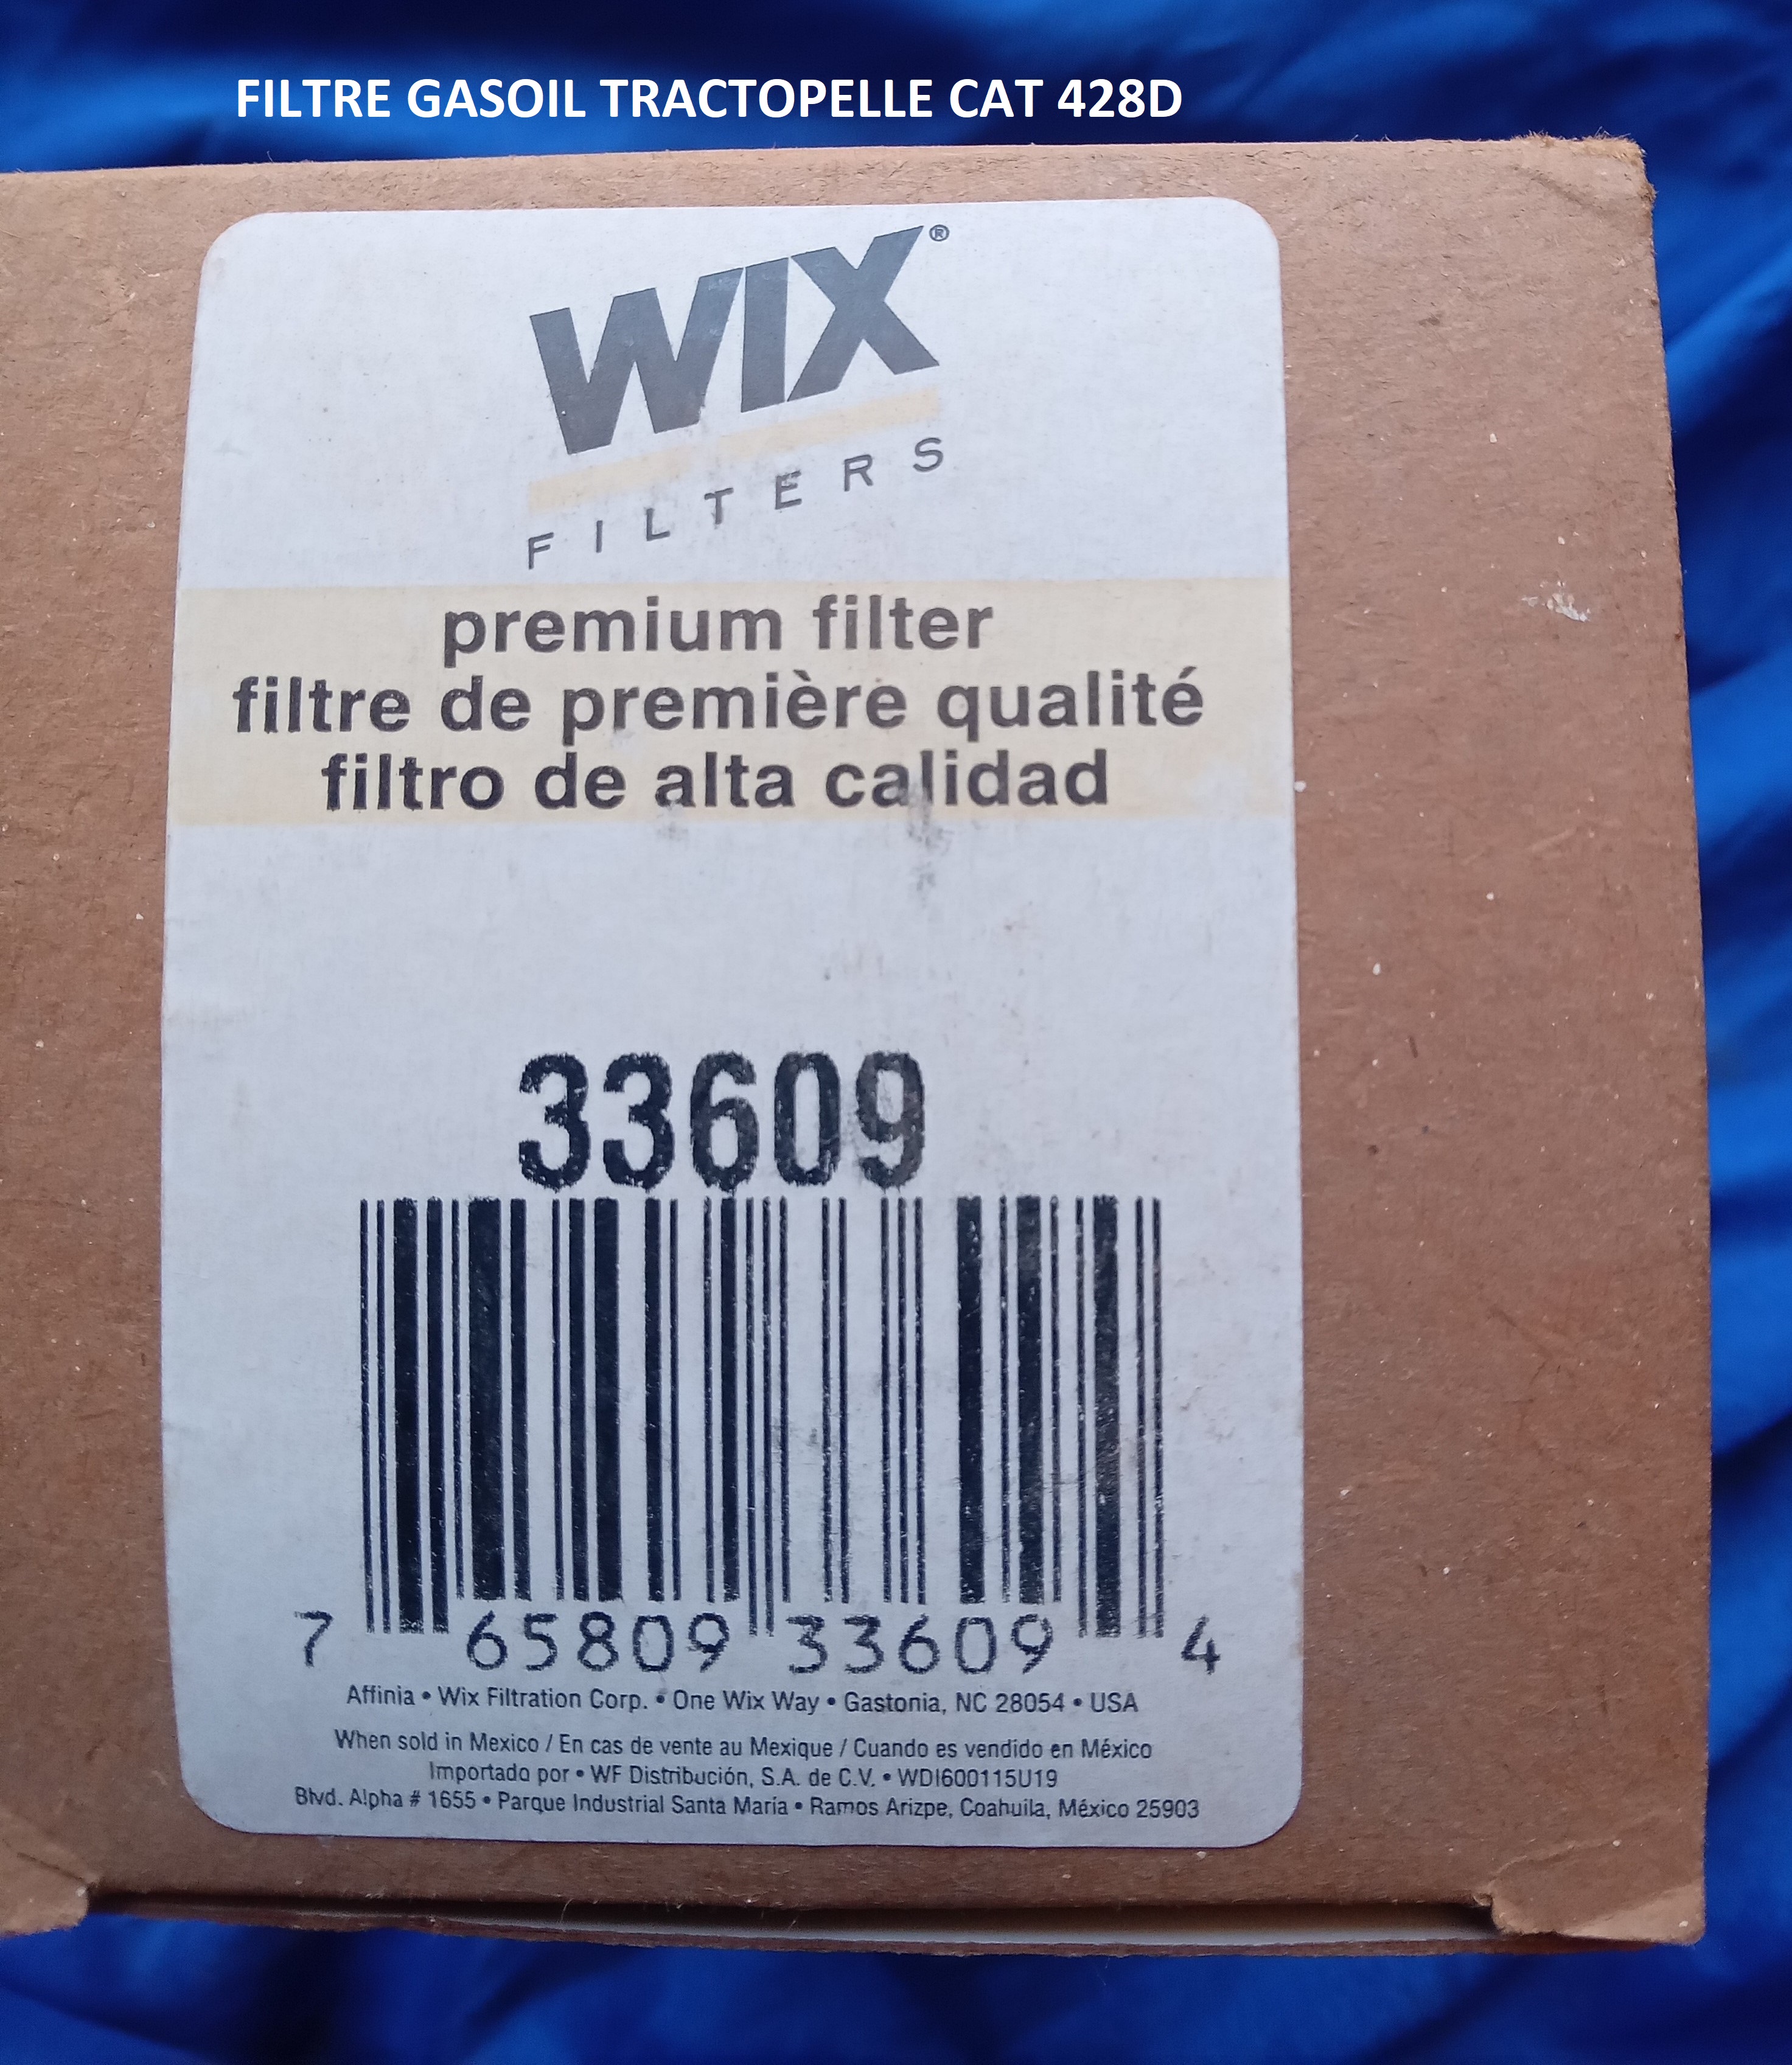 FILTRE GASOIL TRACTOPELLE CAT 428D
WIX®
FILTERS
premium filter
filtre de première qualité
filtro de alta calidad
33609
7 65809 33609 4
Affinia • Wix Filtration Corp. • One Wix Way • Gastonia, NC 28054 • USA
When sold in Mexico / En cas de vente au Mexique / Cuando es vendido en México
Importado por • WF Distribución, S.A. de C.V. • WDI600115U19
Blvd. Alpha # 1655 • Parque Industrial Santa María • Ramos Arizpe, Coahuila, México 25903